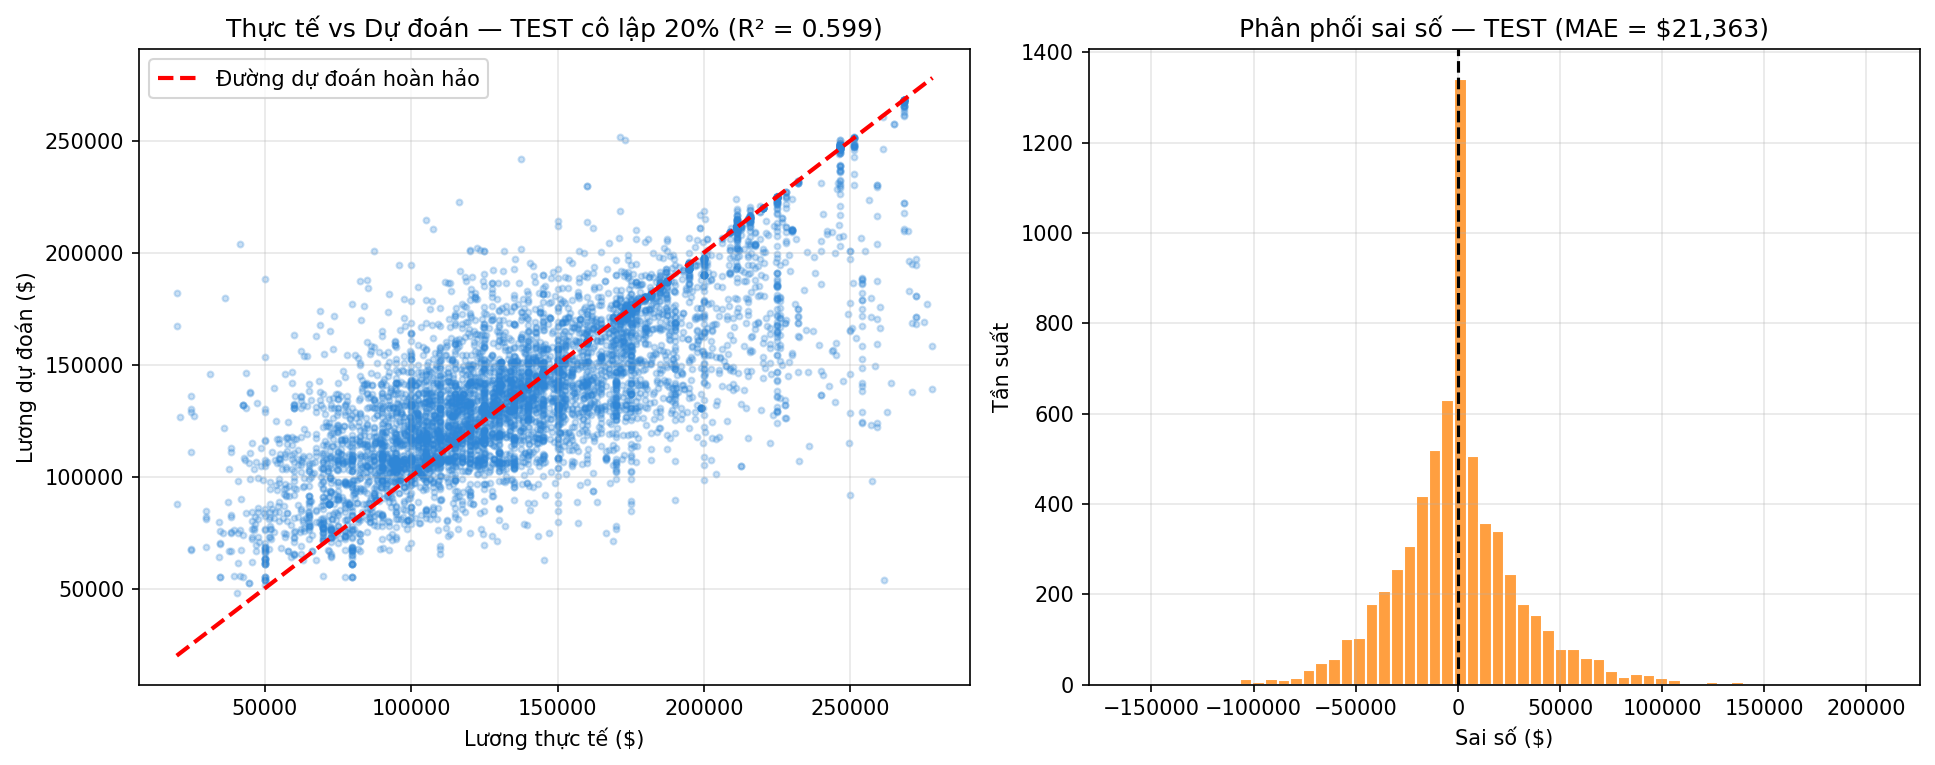 Thực tế vs Dự đoán — TEST cô lập 20% (R² = 0.599)
Đường dự đoán hoàn hảo
250000
200000
150000
100000
50000
Lương dự đoán ($)
50000 100000 150000 200000 250000
Lương thực tế ($)
Phân phối sai số — TEST (MAE = $21,363)
1400
1200
1000
800
600
400
200
0
Tần suất
−150000 −100000 −50000 0 50000 100000 150000 200000
Sai số ($)